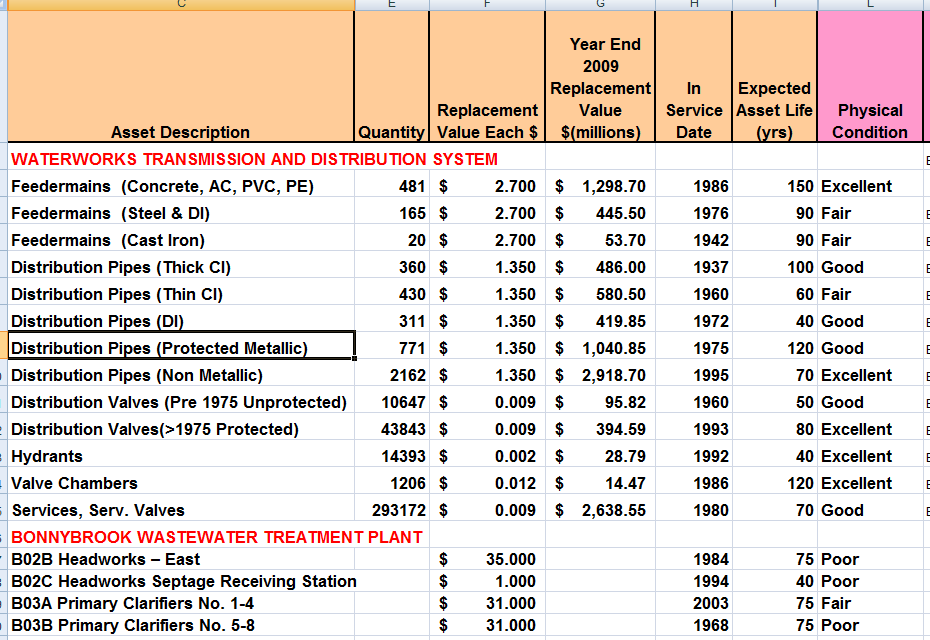 C E F G H I L
Asset Description Quantity Replacement Value Each $ Year End 2009 Replacement Value $(millions) In Service Date Expected Asset Life (yrs) Physical Condition
WATERWORKS TRANSMISSION AND DISTRIBUTION SYSTEM
Feedermains (Concrete, AC, PVC, PE) 481 $ 2.700 $ 1,298.70 1986 150 Excellent
Feedermains (Steel & DI) 165 $ 2.700 $ 445.50 1976 90 Fair
Feedermains (Cast Iron) 20 $ 2.700 $ 53.70 1942 90 Fair
Distribution Pipes (Thick CI) 360 $ 1.350 $ 486.00 1937 100 Good
Distribution Pipes (Thin CI) 430 $ 1.350 $ 580.50 1960 60 Fair
Distribution Pipes (DI) 311 $ 1.350 $ 419.85 1972 40 Good
Distribution Pipes (Protected Metallic) 771 $ 1.350 $ 1,040.85 1975 120 Good
Distribution Pipes (Non Metallic) 2162 $ 1.350 $ 2,918.70 1995 70 Excellent
Distribution Valves (Pre 1975 Unprotected) 10647 $ 0.009 $ 95.82 1960 50 Good
Distribution Valves(>1975 Protected) 43843 $ 0.009 $ 394.59 1993 80 Excellent
Hydrants 14393 $ 0.002 $ 28.79 1992 40 Excellent
Valve Chambers 1206 $ 0.012 $ 14.47 1986 120 Excellent
Services, Serv. Valves 293172 $ 0.009 $ 2,638.55 1980 70 Good
BONNYBROOK WASTEWATER TREATMENT PLANT
B02B Headworks – East $ 35.000 1984 75 Poor
B02C Headworks Septage Receiving Station $ 1.000 1994 40 Poor
B03A Primary Clarifiers No. 1-4 $ 31.000 2003 75 Fair
B03B Primary Clarifiers No. 5-8 $ 31.000 1968 75 Poor